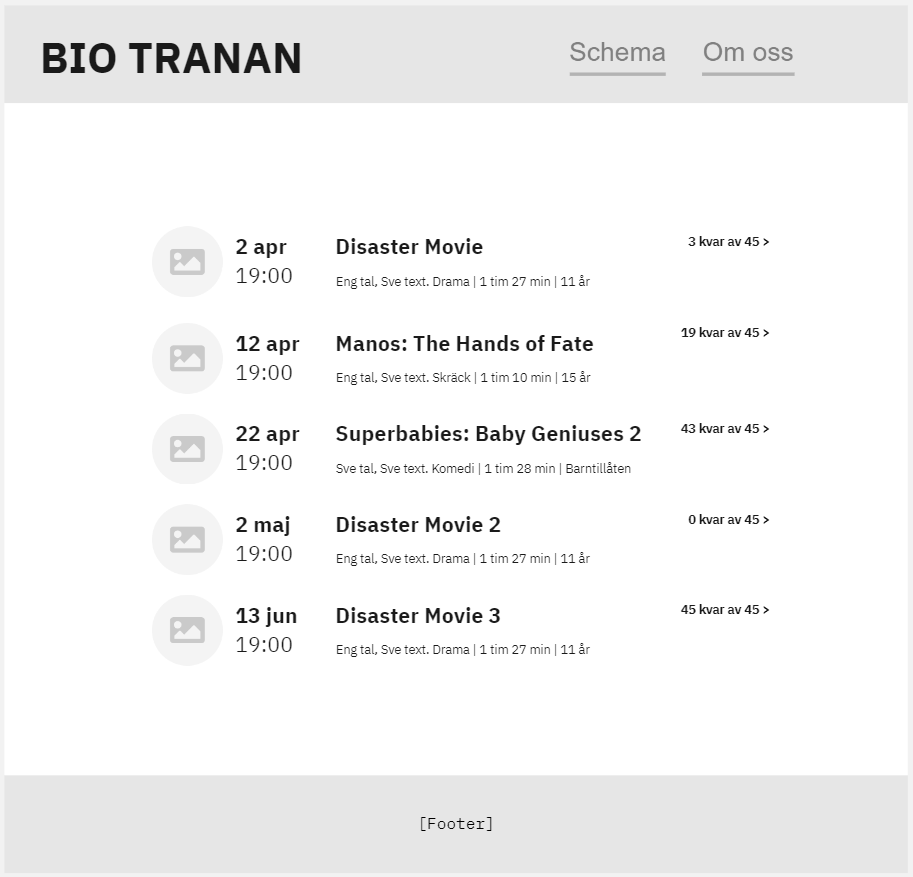 BIO TRANAN
Schema Om oss
2 apr Disaster Movie 3 kvar av 45 >
19:00 Eng tal, Sve text. Drama | 1 tim 27 min | 11 år
12 apr Manos: The Hands of Fate 19 kvar av 45 >
19:00 Eng tal, Sve text. Skräck | 1 tim 10 min | 15 år
22 apr Superbabies: Baby Geniuses 2 43 kvar av 45 >
19:00 Sve tal, Sve text. Komedi | 1 tim 28 min | Barntillåten
2 maj Disaster Movie 2 0 kvar av 45 >
19:00 Eng tal, Sve text. Drama | 1 tim 27 min | 11 år
13 jun Disaster Movie 3 45 kvar av 45 >
19:00 Eng tal, Sve text. Drama | 1 tim 27 min | 11 år
[Footer]